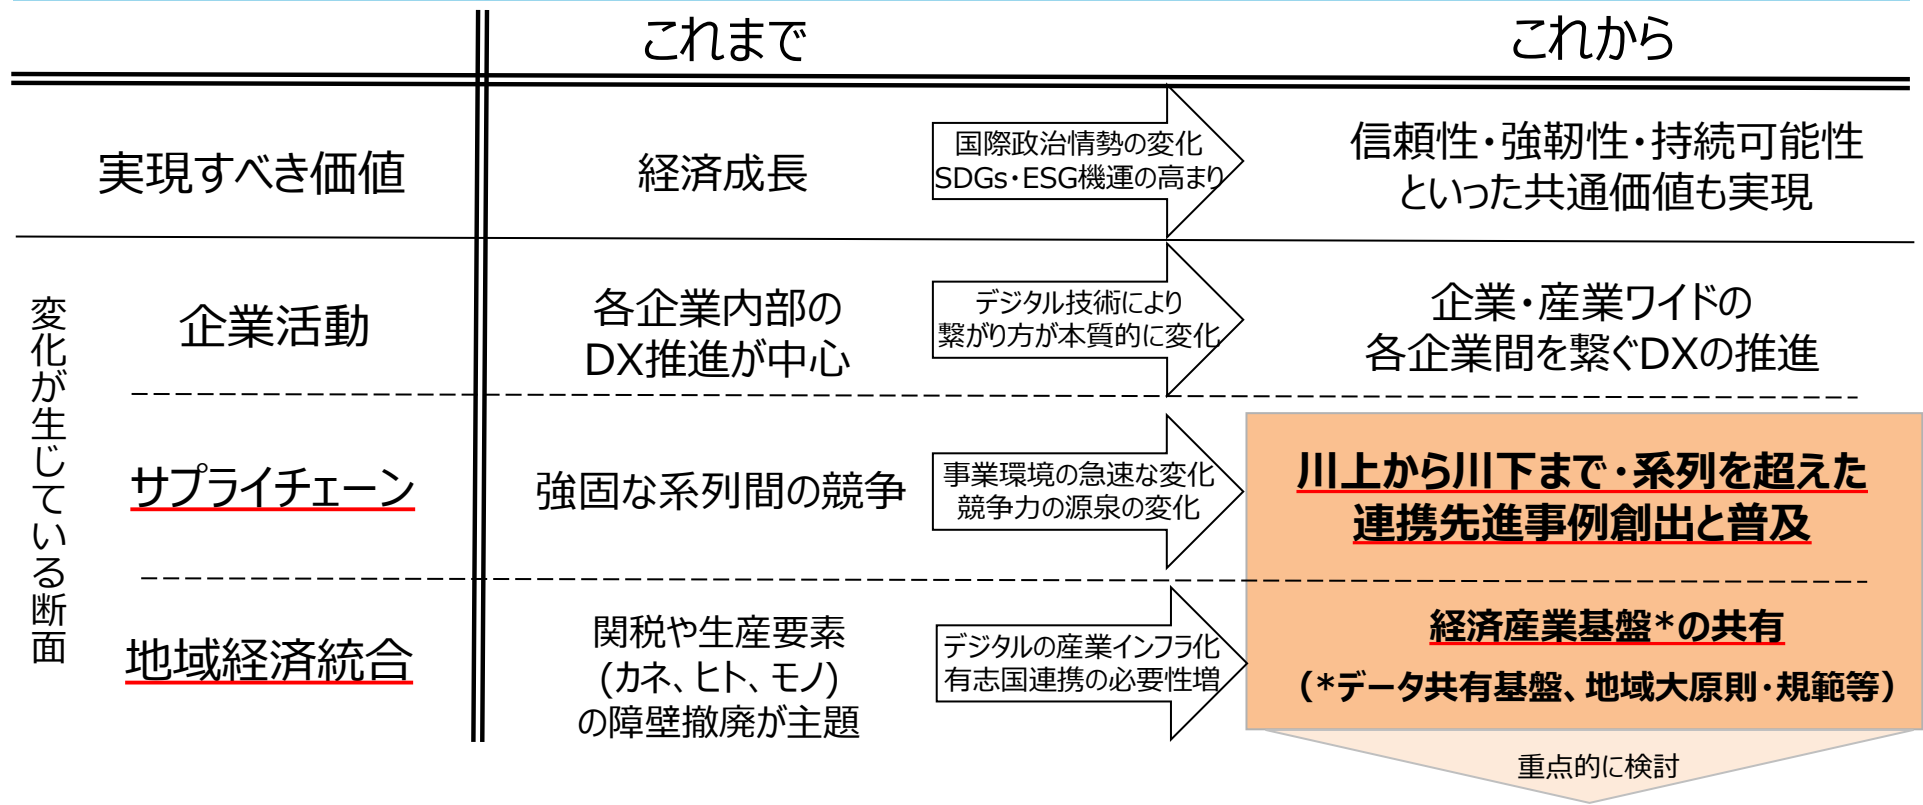 これまで
これから
実現すべき価値
経済成長
国際政治情勢の変化
SDGs・ESG機運の高まり
信頼性・強靭性・持続可能性
といった共通価値も実現
変化が生じている断面
企業活動
各企業内部の
DX推進が中心
デジタル技術により
繋がり方が本質的に変化
企業・産業ワイドの
各企業間を繋ぐDXの推進
サプライチェーン
強固な系列間の競争
事業環境の急速な変化
競争力の源泉の変化
川上から川下まで・系列を超えた
連携先進事例創出と普及
地域経済統合
関税や生産要素
(カネ、ヒト、モノ)
の障壁撤廃が主題
デジタルの産業インフラ化
有志国連携の必要性増
経済産業基盤*の共有
（*データ共有基盤、地域大原則・規範等）
重点的に検討